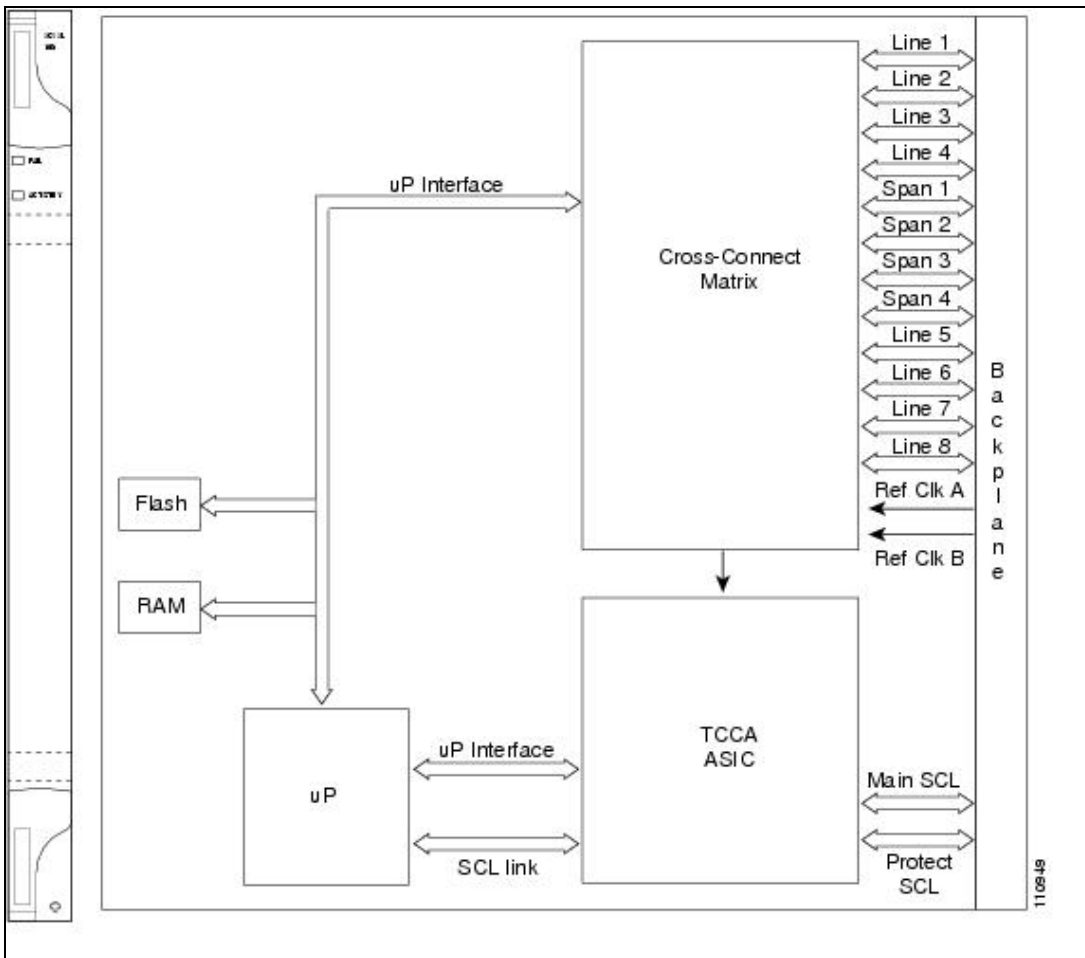 FAIL
Line 1
Line 2
Line 3
Line 4
Span 1
Span 2
Span 3
Span 4
Line 5
Line 6
Line 7
Line 8
Ref Clk A
Ref Clk B
uP Interface
Cross-Connect
Matrix
Backplane
Flash
RAM
uP
uP Interface
SCL link
TCCA
ASIC
Main SCL
Protect
SCL
110949